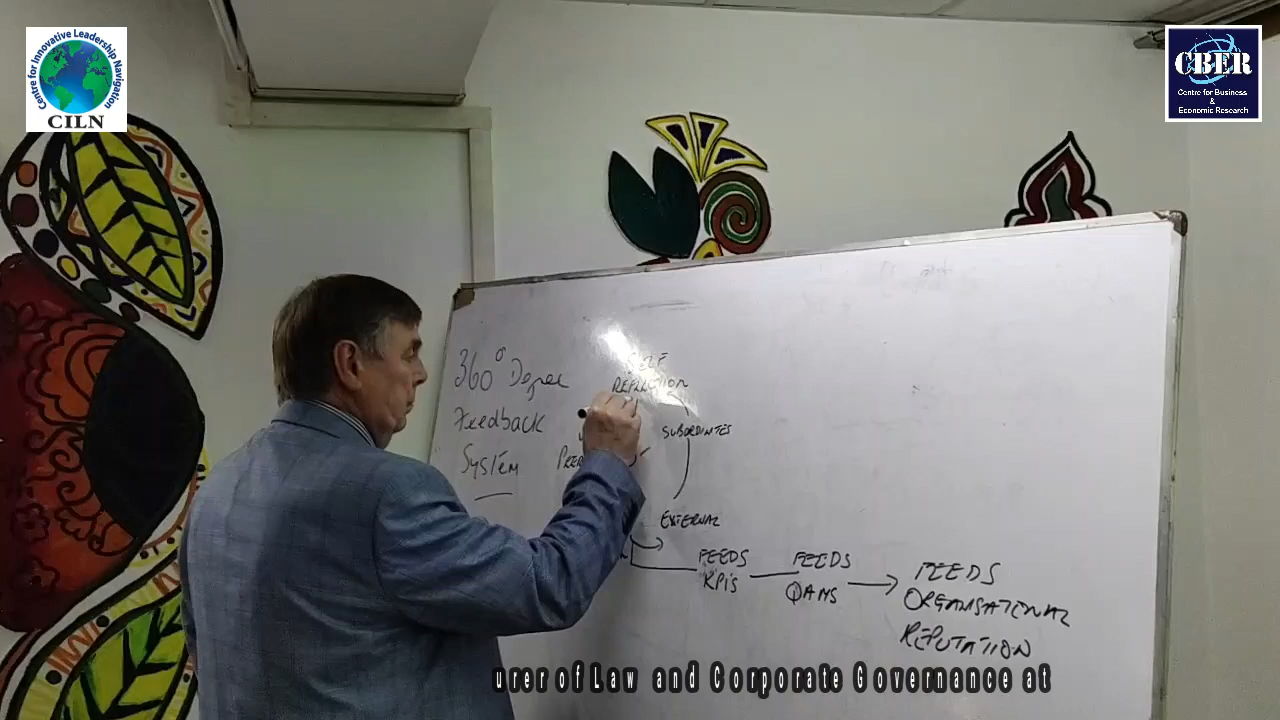 Centre for Innovative Leadership Navigation
CILN
CBER
Centre for Business
&
Economic Research
360° Degree
Feedback
System
SELF
REFLECTION
SUBORDINTES
EXTERNAL
FEEDS
KPI'S
FEEDS
QAMS
FEEDS
ORGANISATIONAL
REPUTATION
urer of Law and Corporate Governance at